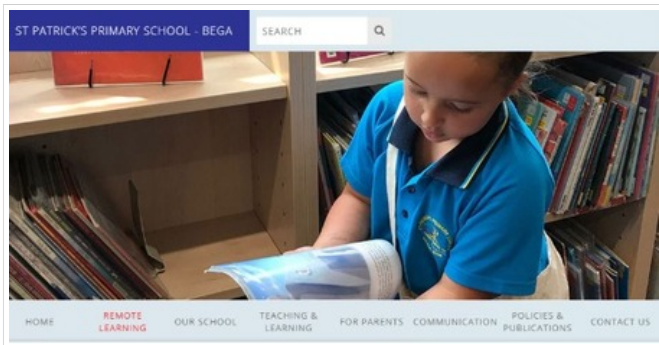 ST PATRICK'S PRIMARY SCHOOL - BEGA
SEARCH
HOME
REMOTE LEARNING
OUR SCHOOL
TEACHING & LEARNING
FOR PARENTS
COMMUNICATION
POLICIES & PUBLICATIONS
CONTACT US